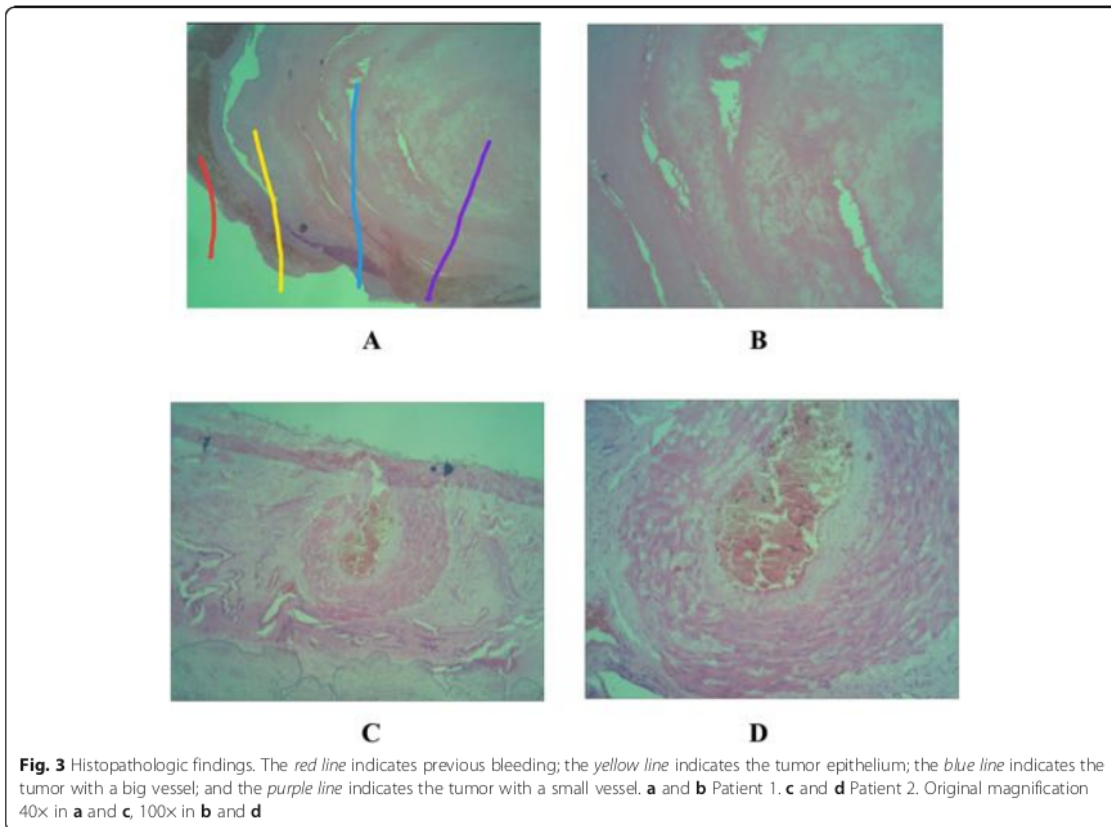 A
B
C
D
Fig. 3 Histopathologic findings. The red line indicates previous bleeding; the yellow line indicates the tumor epithelium; the blue line indicates the
tumor with a big vessel; and the purple line indicates the tumor with a small vessel. a and b Patient 1. c and d Patient 2. Original magnification
40× in a and c, 100× in b and d